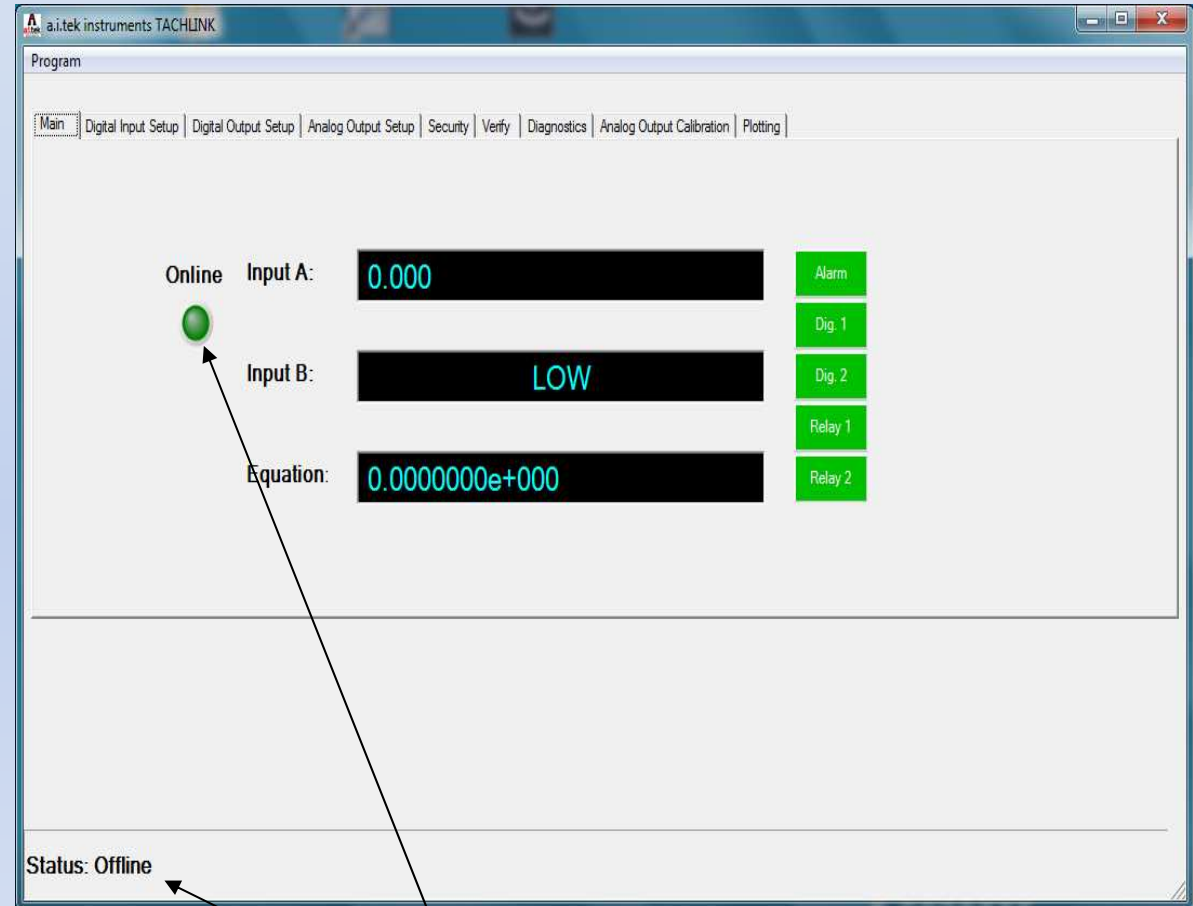 a.i.tek instruments TACHLINK
Program
Main Digital Input Setup Digital Output Setup Analog Output Setup Security Verify Diagnostics Analog Output Calibration Plotting
Online Input A: 0.000 Alarm
Dig. 1
Input B: LOW Dig. 2
Relay 1
Equation: 0.0000000e+000 Relay 2
Status: Offline